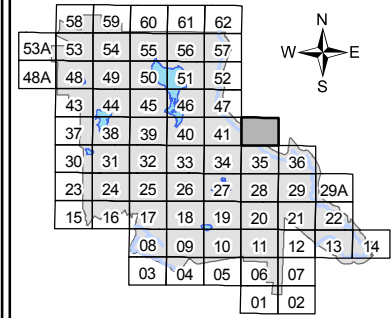 58 59 60 61 62
N
53A 53 54 55 56 57
W E
48A 48 49 50 51 52
S
43 44 45 46 47
37 38 39 40 41
30 31 32 33 34 35 36
23 24 25 26 27 28 29 29A
15 16 17 18 19 20 21 22
08 09 10 11 12 13 14
03 04 05 06 07
01 02